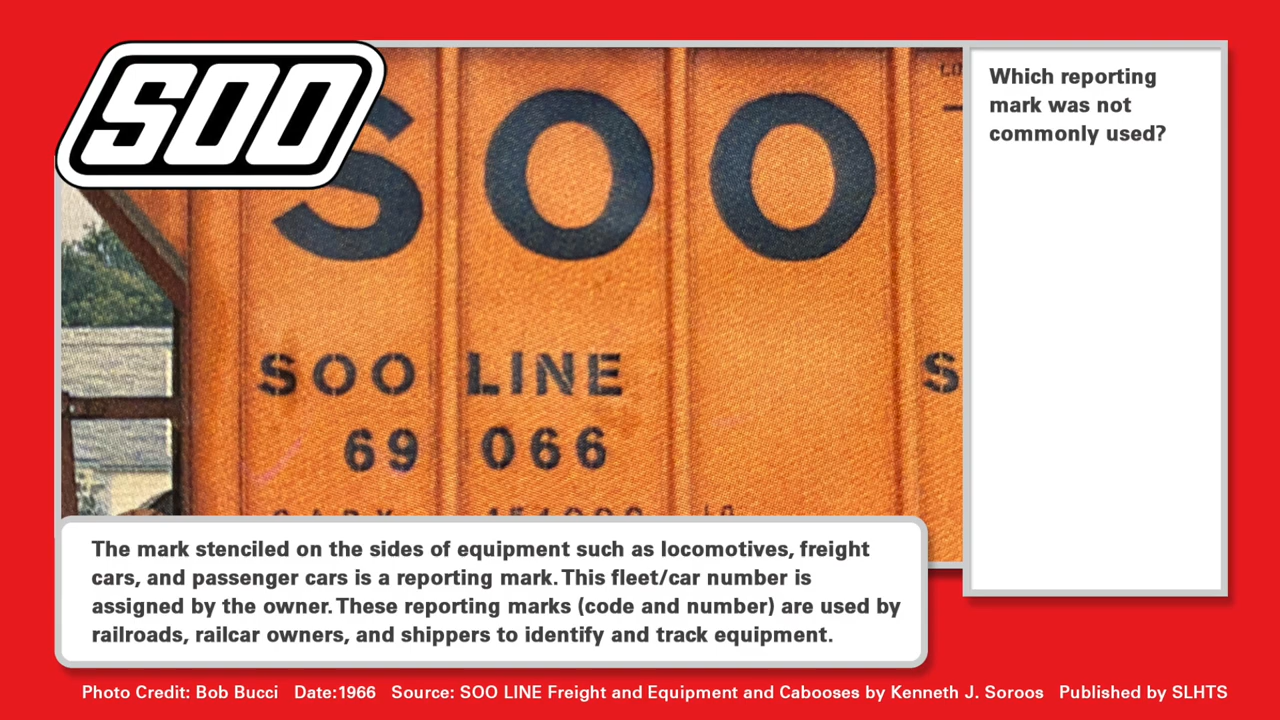 SOO
SOO
Which reporting
mark was not
commonly used?
SOO LINE
69 066
The mark stenciled on the sides of equipment such as locomotives, freight
cars, and passenger cars is a reporting mark. This fleet/car number is
assigned by the owner. These reporting marks (code and number) are used by
railroads, railcar owners, and shippers to identify and track equipment.
Photo Credit: Bob Bucci Date:1966 Source: SOO LINE Freight and Equipment and Cabooses by Kenneth J. Soroos Published by SLHTS